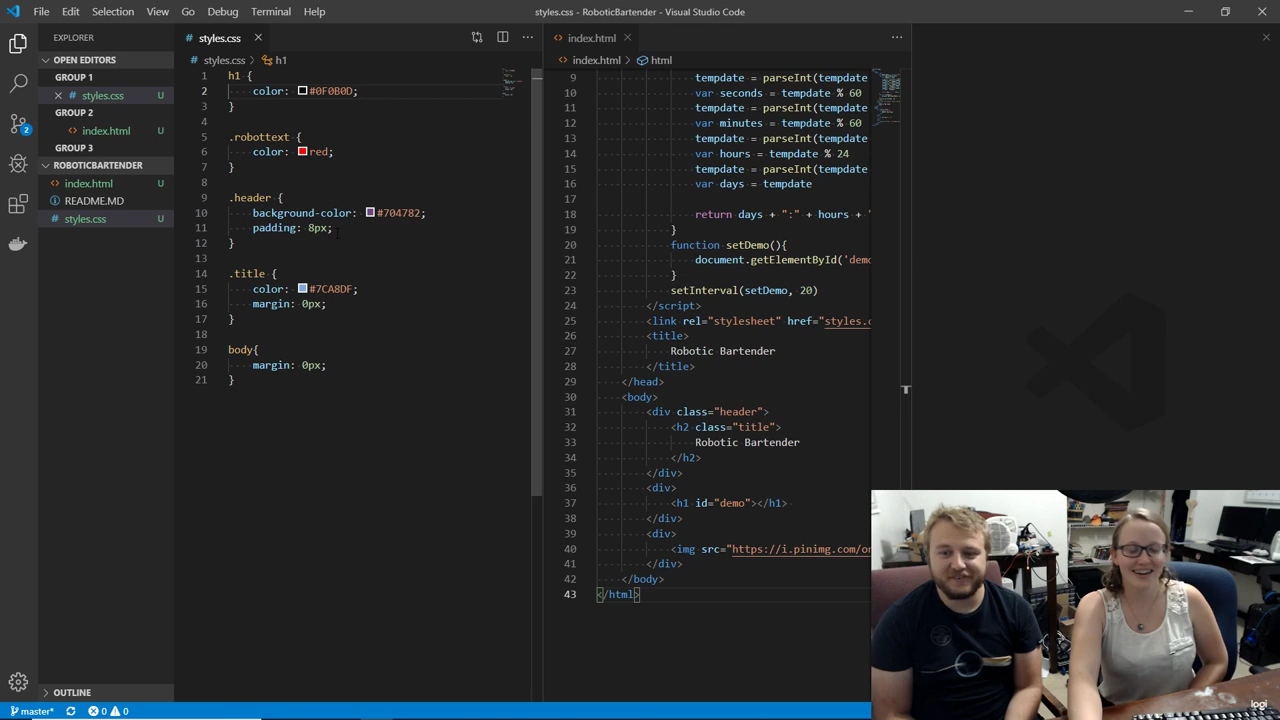 File Edit Selection View Go Debug Terminal Help
styles.css - RoboticBartender - Visual Studio Code
EXPLORER
OPEN EDITORS
GROUP 1
styles.css U
GROUP 2
index.html U
GROUP 3
ROBOTICBARTENDER
index.html U
README.MD
styles.css U
OUTLINE
2
styles.css
styles.css > h1
1 h1 {
2 color: #0F0B0D;
3 }
4
5 .robottext {
6 color: red;
7 }
8
9 .header {
10 background-color: #704782;
11 padding: 8px;
12 }
13
14 .title {
15 color: #7CA8DF;
16 margin: 0px;
17 }
18
19 body{
20 margin: 0px;
21 }
index.html
index.html > html
9 tempdate = parseInt(tempdate
10 var seconds = tempdate % 60
11 tempdate = parseInt(tempdate
12 var minutes = tempdate % 60
13 tempdate = parseInt(tempdate
14 var hours = tempdate % 24
15 tempdate = parseInt(tempdate
16 var days = tempdate
17
18 return days + ":" + hours + "
19 }
20 function setDemo(){
21 document.getElementById('demo
22 }
23 setInterval(setDemo, 20)
24 </script>
25 <link rel="stylesheet" href="styles.c
26 <title>
27 Robotic Bartender
28 </title>
29 </head>
30 <body>
31 <div class="header">
32 <h2 class="title">
33 Robotic Bartender
34 </h2>
35 </div>
36 <div>
37 <h1 id="demo"></h1>
38 </div>
39 <div>
40 <img src="https://i.pinimg.com/or
41 </div>
42 </body>
43 </html>
master*
0 0
logi